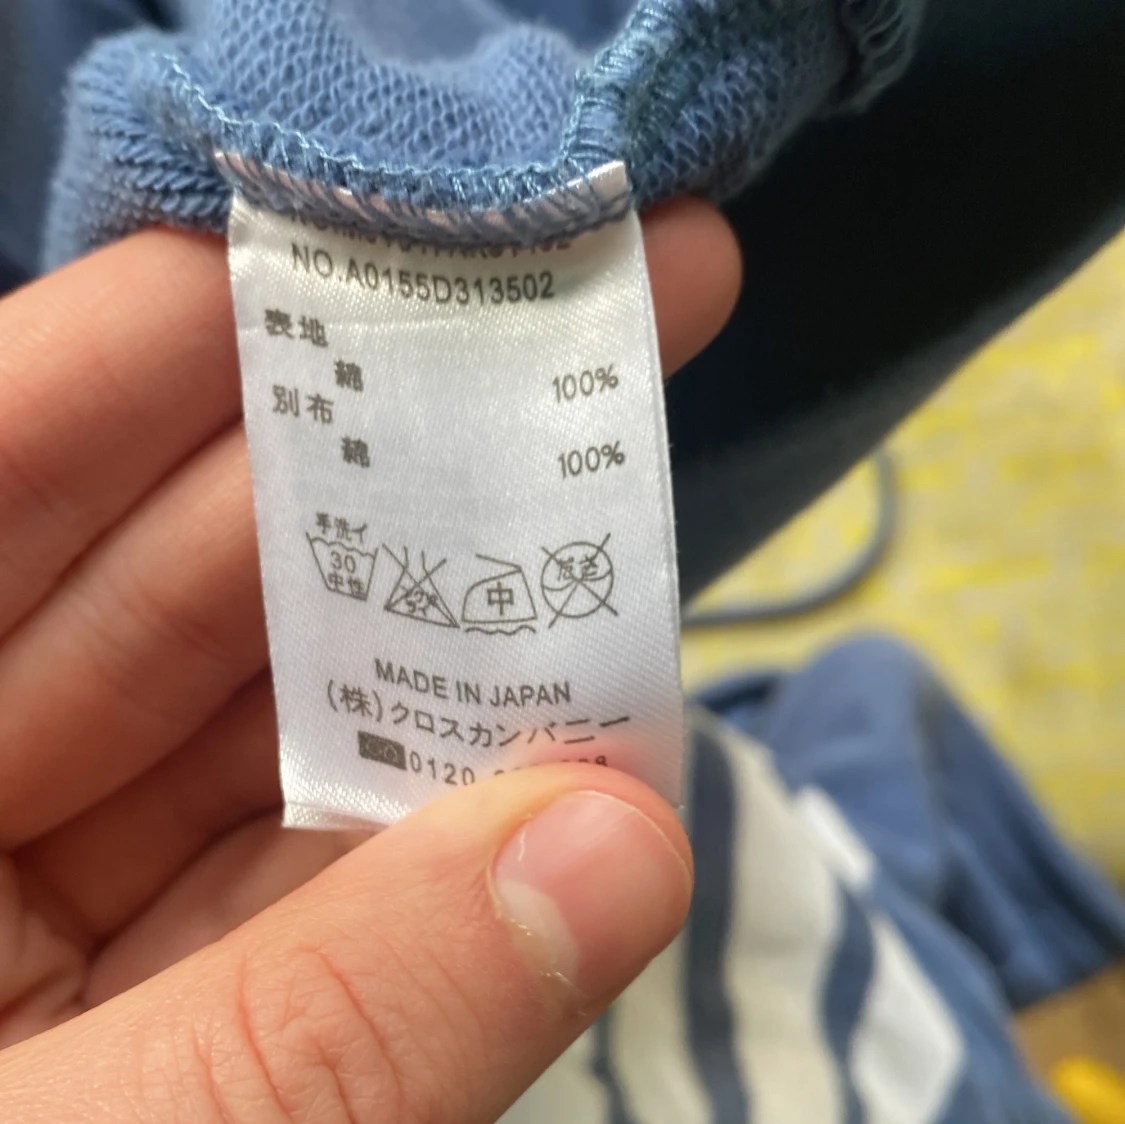 NO.A0155D313502
表地
綿 100%
別布
綿 100%
手洗イ
30
中性
中
MADE IN JAPAN
(株)クロスカンパニー
0120